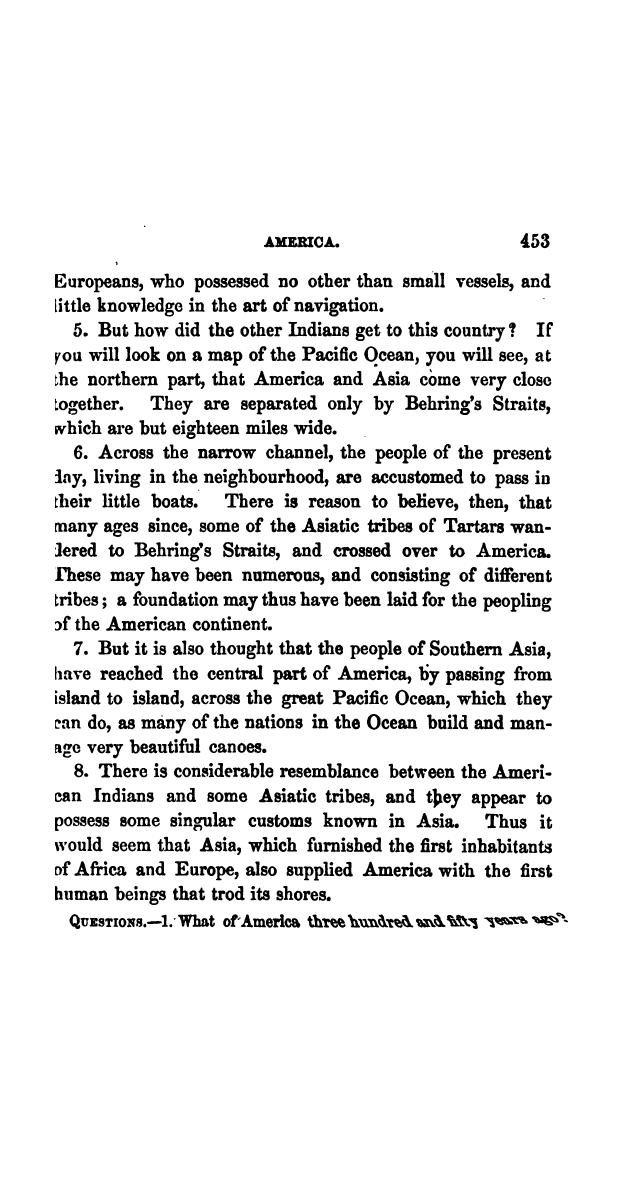 AMERICA. 453
Europeans, who possessed no other than small vessels, and
little knowledge in the art of navigation.
5. But how did the other Indians get to this country? If
you will look on a map of the Pacific Ocean, you will see, at
the northern part, that America and Asia come very close
together. They are separated only by Behring's Straits,
which are but eighteen miles wide.
6. Across the narrow channel, the people of the present
day, living in the neighbourhood, are accustomed to pass in
their little boats. There is reason to believe, then, that
many ages since, some of the Asiatic tribes of Tartars wan-
dered to Behring's Straits, and crossed over to America.
These may have been numerous, and consisting of different
tribes; a foundation may thus have been laid for the peopling
of the American continent.
7. But it is also thought that the people of Southern Asia,
have reached the central part of America, by passing from
island to island, across the great Pacific Ocean, which they
can do, as many of the nations in the Ocean build and man-
age very beautiful canoes.
8. There is considerable resemblance between the Ameri-
can Indians and some Asiatic tribes, and they appear to
possess some singular customs known in Asia. Thus it
would seem that Asia, which furnished the first inhabitants
of Africa and Europe, also supplied America with the first
human beings that trod its shores.
QUESTIONS.—1. What of America three hundred and fifty years ago?